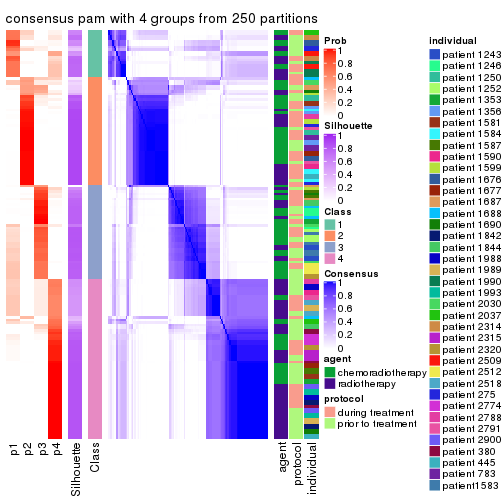 consensus pam with 4 groups from 250 partitions
p1
p2
p3
p4
Silhouette
Class
agent
protocol
individual
Prob
1
0.8
0.6
0.4
0.2
0
Silhouette
1
0.8
0.6
0.4
0.2
0
Class
1
2
3
4
Consensus
1
0.8
0.6
0.4
0.2
0
agent
chemoradiotherapy
radiotherapy
protocol
during treatment
prior to treatment
individual
patient 1243
patient 1246
patient 1250
patient 1252
patient 1353
patient 1356
patient 1581
patient 1584
patient 1587
patient 1590
patient 1599
patient 1676
patient 1677
patient 1687
patient 1688
patient 1690
patient 1842
patient 1844
patient 1988
patient 1989
patient 1990
patient 1993
patient 2030
patient 2037
patient 2314
patient 2315
patient 2320
patient 2509
patient 2512
patient 2518
patient 275
patient 2774
patient 2788
patient 2791
patient 2900
patient 380
patient 445
patient 783
patient1583